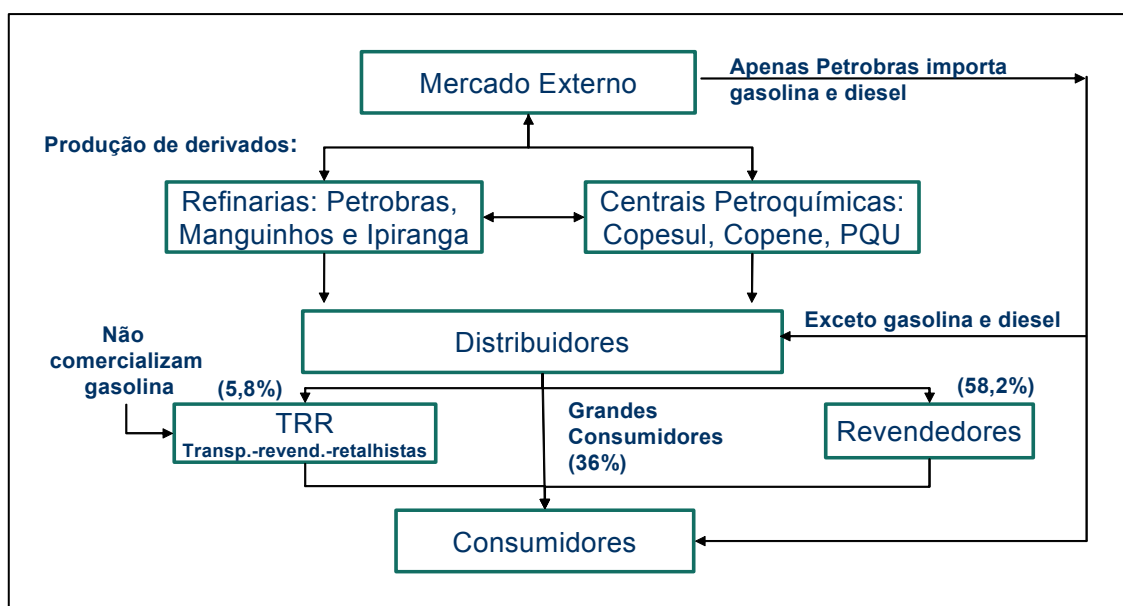 Mercado Externo
Apenas Petrobras importa
gasolina e diesel
Produção de derivados:
Refinarias: Petrobras,
Manguinhos e Ipiranga
Centrais Petroquímicas:
Copesul, Copene, PQU
Distribuidores
Exceto gasolina e diesel
Não
comercializam
gasolina
(5,8%)
TRR
Transp.-revend.-retalhistas
Grandes
Consumidores
(36%)
(58,2%)
Revendedores
Consumidores